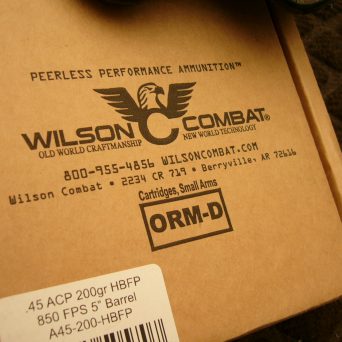 PEERLESS PERFORMANCE AMMUNITION™
WILSON COMBAT®
OLD WORLD CRAFTMANSHIP NEW WORLD TECHNOLOGY
800-955-4856 WILSONCOMBAT.COM
Wilson Combat • 2234 CR 719 • Berryville, AR 72616
Cartridges, Small Arms
ORM-D
.45 ACP 200gr HBFP
850 FPS 5" Barrel
A45-200-HBFP